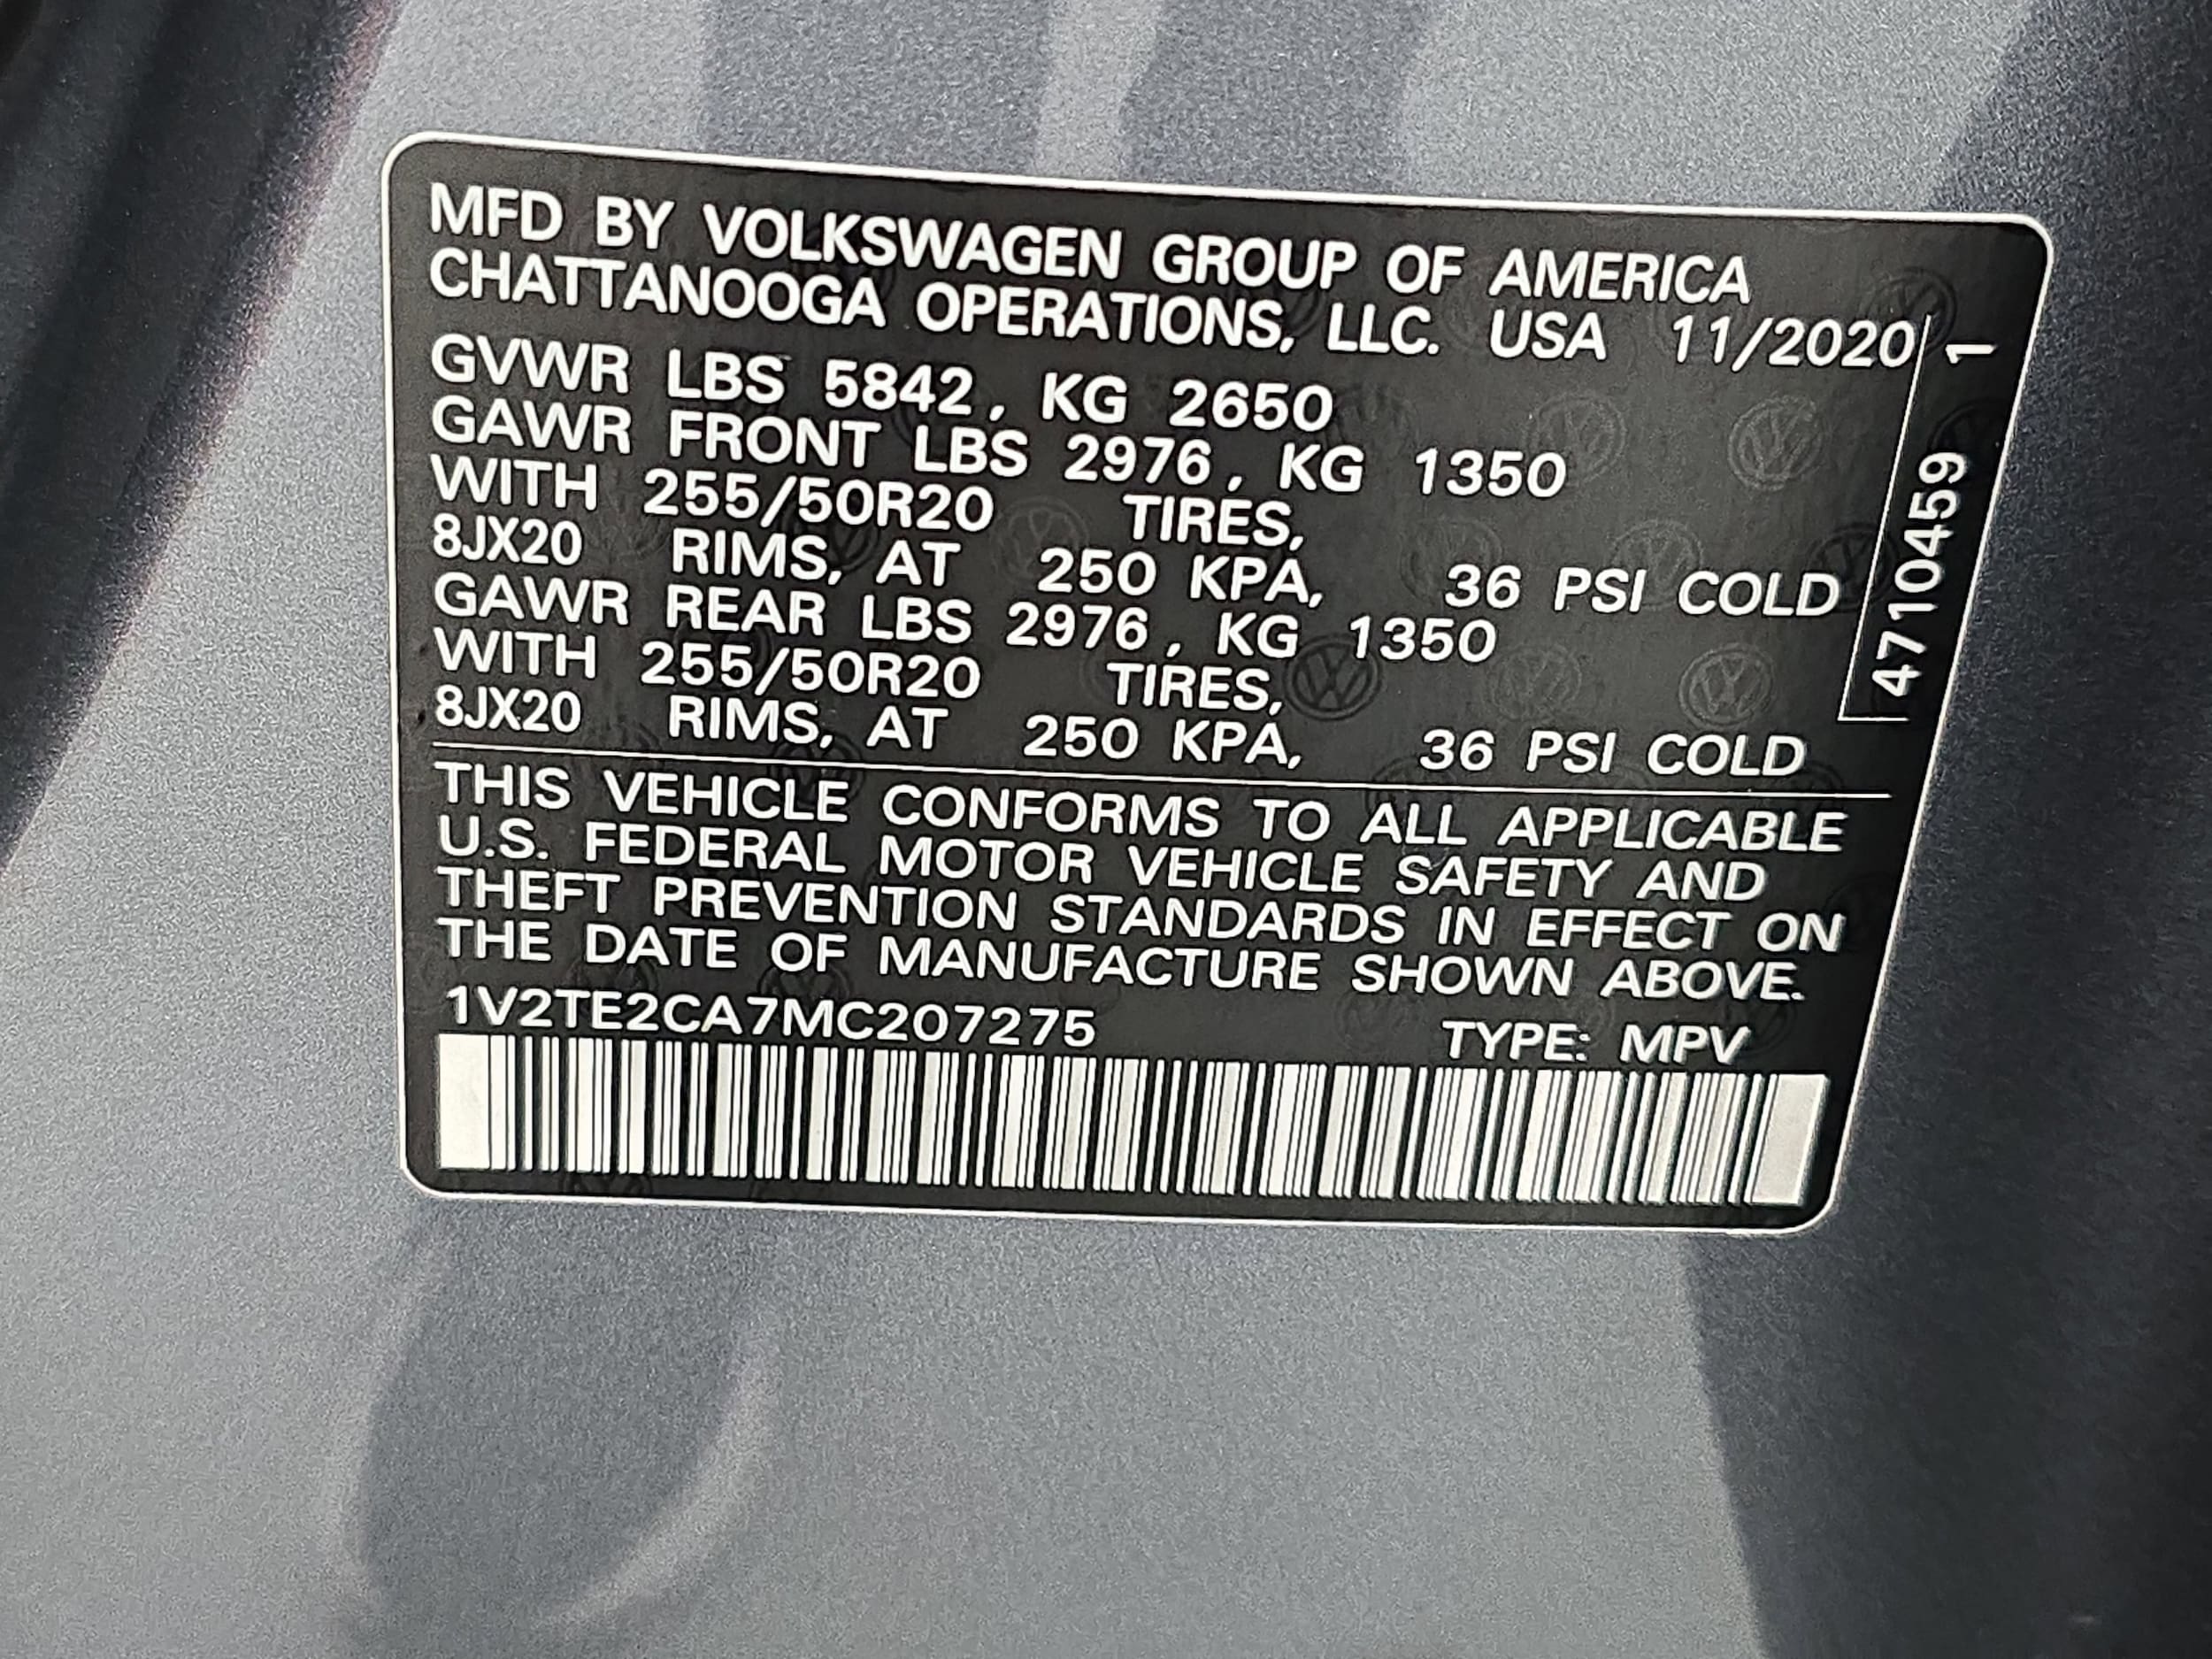 MFD BY VOLKSWAGEN GROUP OF AMERICA
CHATTANOOGA OPERATIONS, LLC. USA 11/2020
GVWR LBS 5842, KG 2650
GAWR FRONT LBS 2976, KG 1350
WITH 255/50R20 TIRES,
8JX20 RIMS, AT 250 KPA, 36 PSI COLD
GAWR REAR LBS 2976, KG 1350
WITH 255/50R20 TIRES,
8JX20 RIMS, AT 250 KPA, 36 PSI COLD
THIS VEHICLE CONFORMS TO ALL APPLICABLE
U.S. FEDERAL MOTOR VEHICLE SAFETY AND
THEFT PREVENTION STANDARDS IN EFFECT ON
THE DATE OF MANUFACTURE SHOWN ABOVE.
1V2TE2CA7MC207275 TYPE: MPV
4710459 1